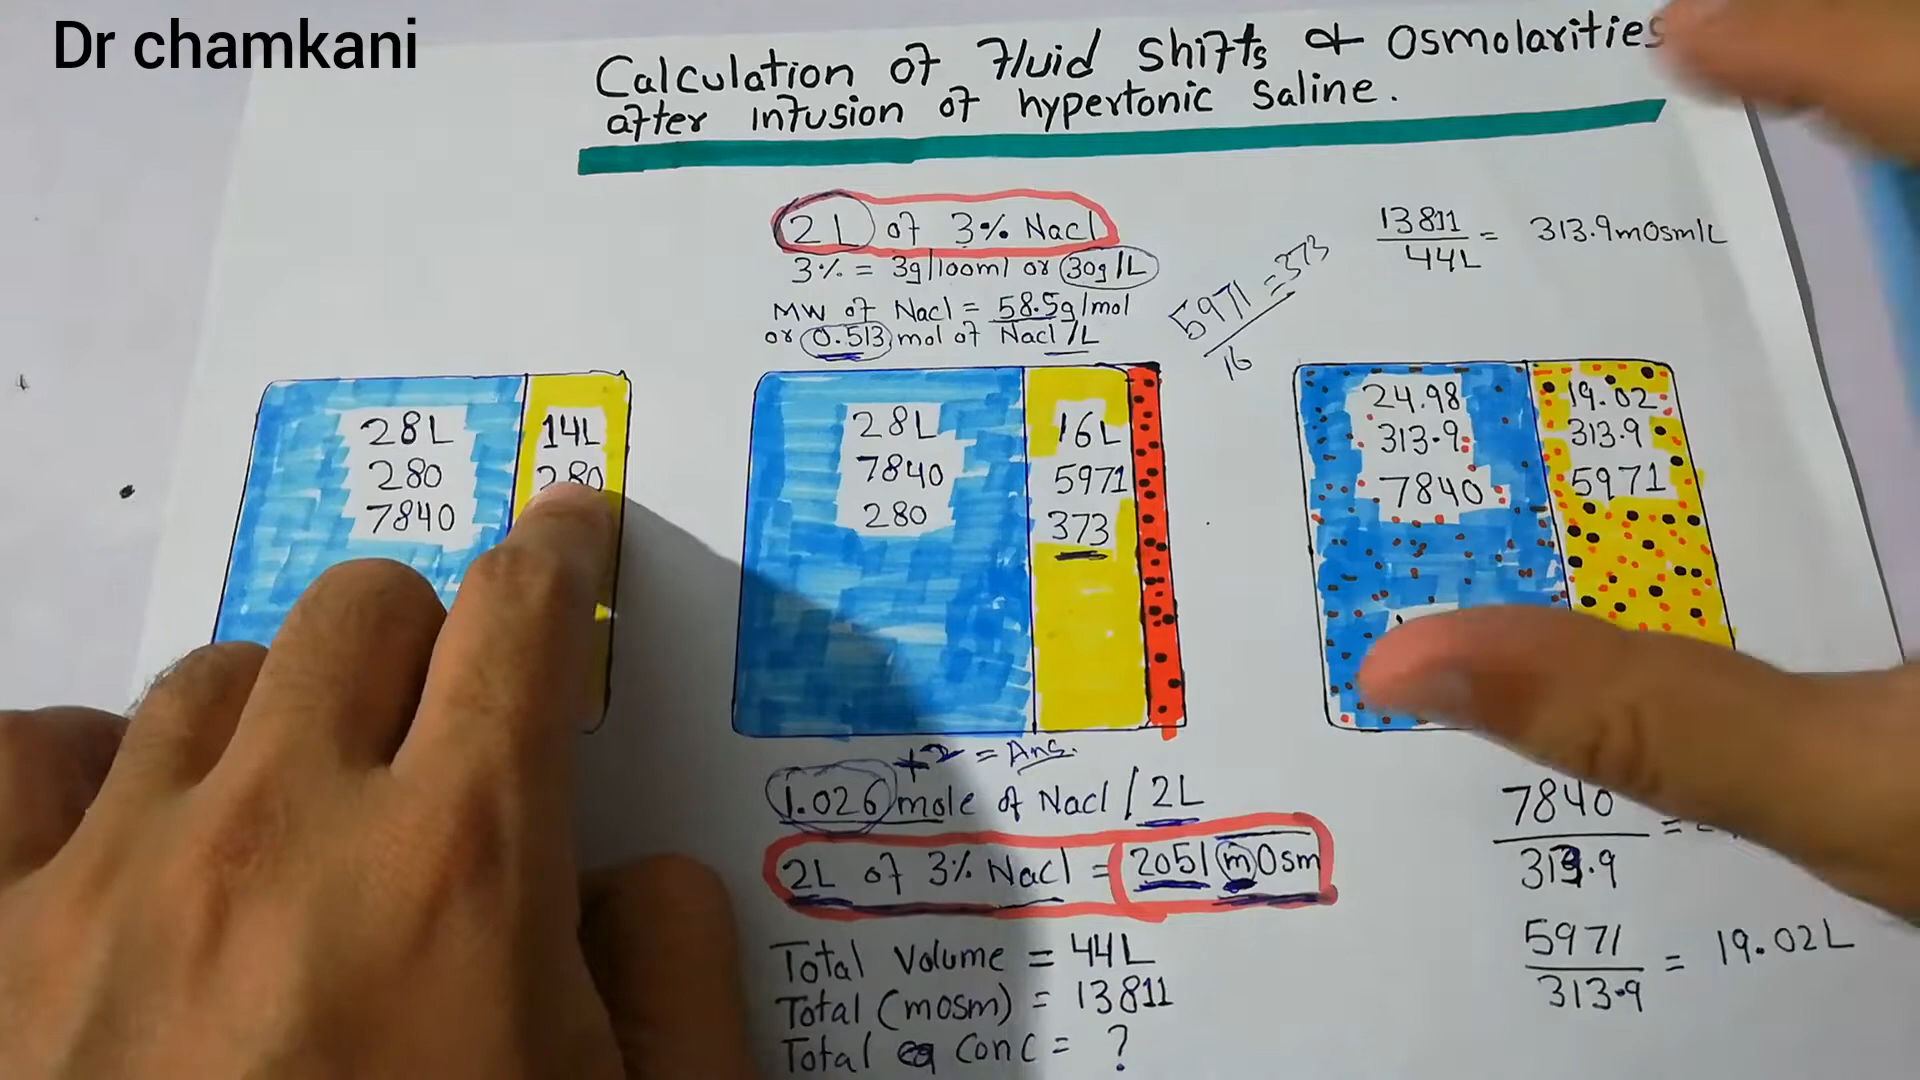 Dr chamkani
Calculation of fluid shifts & Osmolarities
after infusion of hypertonic saline.
2L of 3% Nacl
3% = 3g/100ml or 30g/L
MW of Nacl = 58.5g/mol
or 0.513 mol of Nacl/L
5971/16 = 373
13811/44L = 313.9mOsm/L
28L
280
7840
14L
280
28L
7840
280
16L
5971
373
24.98
313.9
7840
19.02
313.9
5971
= Ans.
1.026 mole of Nacl / 2L
2L of 3% Nacl = 2051 mOsm
Total Volume = 44L
Total (mosm) = 13811
Total conc = ?
7840/313.9 =
5971/313.9 = 19.02L